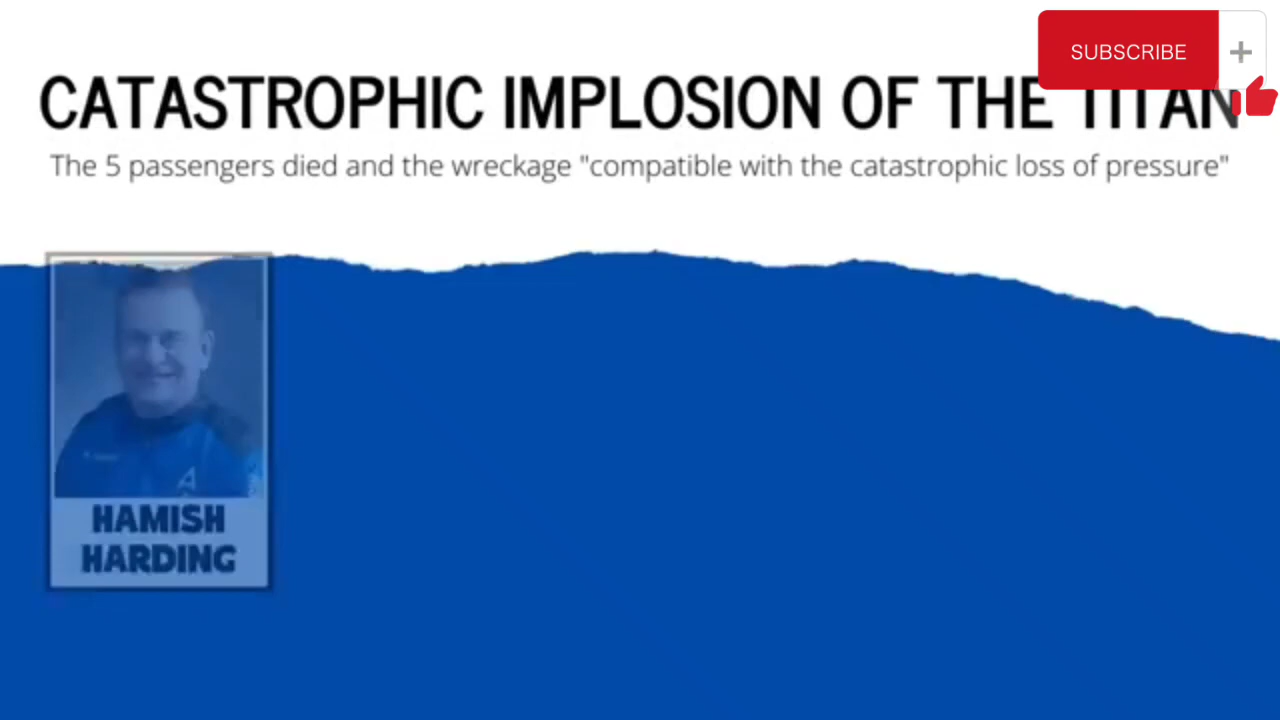 SUBSCRIBE
CATASTROPHIC IMPLOSION OF THE TITAN
The 5 passengers died and the wreckage "compatible with the catastrophic loss of pressure"
HAMISH
HARDING